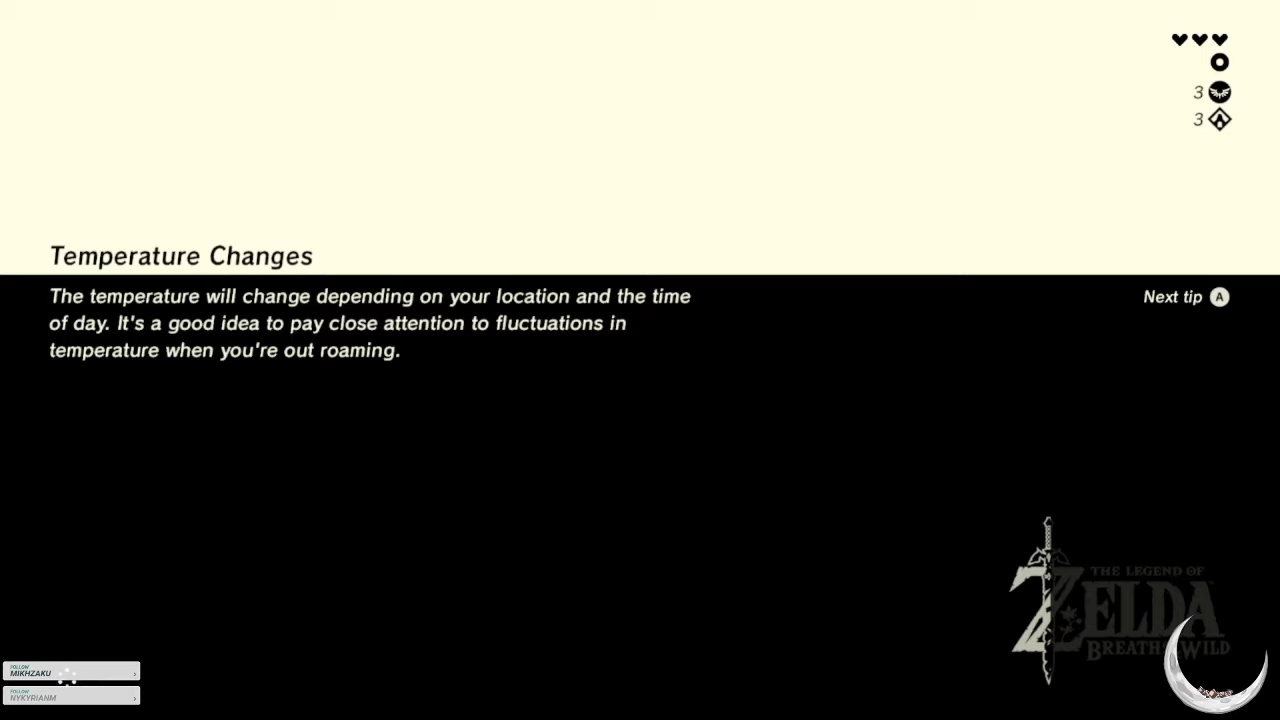 3
3
Temperature Changes
The temperature will change depending on your location and the time
of day. It's a good idea to pay close attention to fluctuations in
temperature when you're out roaming.
Next tip A
THE LEGEND OF
ZELDA
BREATH WILD
FOLLOW
MIKHZAKU
FOLLOW
NYKYRIANM